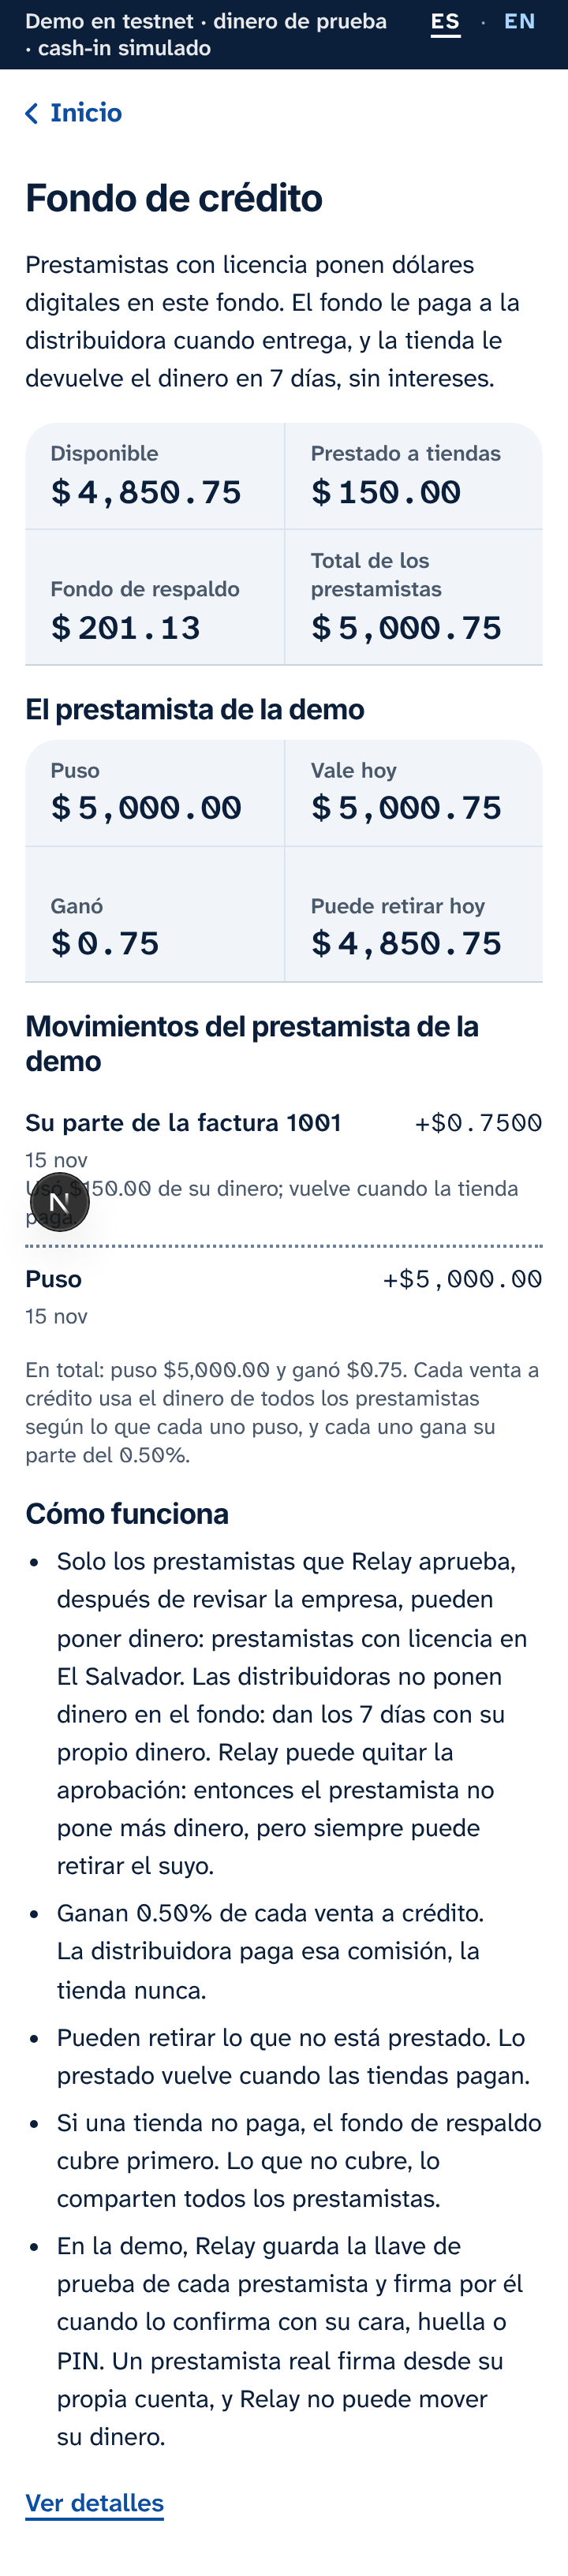 Demo en testnet · dinero de prueba
· cash-in simulado
ES · EN
Inicio
Fondo de crédito
Prestamistas con licencia ponen dólares
digitales en este fondo. El fondo le paga a la
distribuidora cuando entrega, y la tienda le
devuelve el dinero en 7 días, sin intereses.
Disponible
$4,850.75
Prestado a tiendas
$150.00
Fondo de respaldo
$201.13
Total de los
prestamistas
$5,000.75
El prestamista de la demo
Puso
$5,000.00
Vale hoy
$5,000.75
Ganó
$0.75
Puede retirar hoy
$4,850.75
Movimientos del prestamista de la
demo
Su parte de la factura 1001
+$0.7500
15 nov
Usó $150.00 de su dinero; vuelve cuando la tienda
paga.
N
Puso
+$5,000.00
15 nov
En total: puso $5,000.00 y ganó $0.75. Cada venta a
crédito usa el dinero de todos los prestamistas
según lo que cada uno puso, y cada uno gana su
parte del 0.50%.
Cómo funciona
• Solo los prestamistas que Relay aprueba,
después de revisar la empresa, pueden
poner dinero: prestamistas con licencia en
El Salvador. Las distribuidoras no ponen
dinero en el fondo: dan los 7 días con su
propio dinero. Relay puede quitar la
aprobación: entonces el prestamista no
pone más dinero, pero siempre puede
retirar el suyo.
• Ganan 0.50% de cada venta a crédito.
La distribuidora paga esa comisión, la
tienda nunca.
• Pueden retirar lo que no está prestado. Lo
prestado vuelve cuando las tiendas pagan.
• Si una tienda no paga, el fondo de respaldo
cubre primero. Lo que no cubre, lo
comparten todos los prestamistas.
• En la demo, Relay guarda la llave de
prueba de cada prestamista y firma por él
cuando lo confirma con su cara, huella o
PIN. Un prestamista real firma desde su
propia cuenta, y Relay no puede mover
su dinero.
Ver detalles